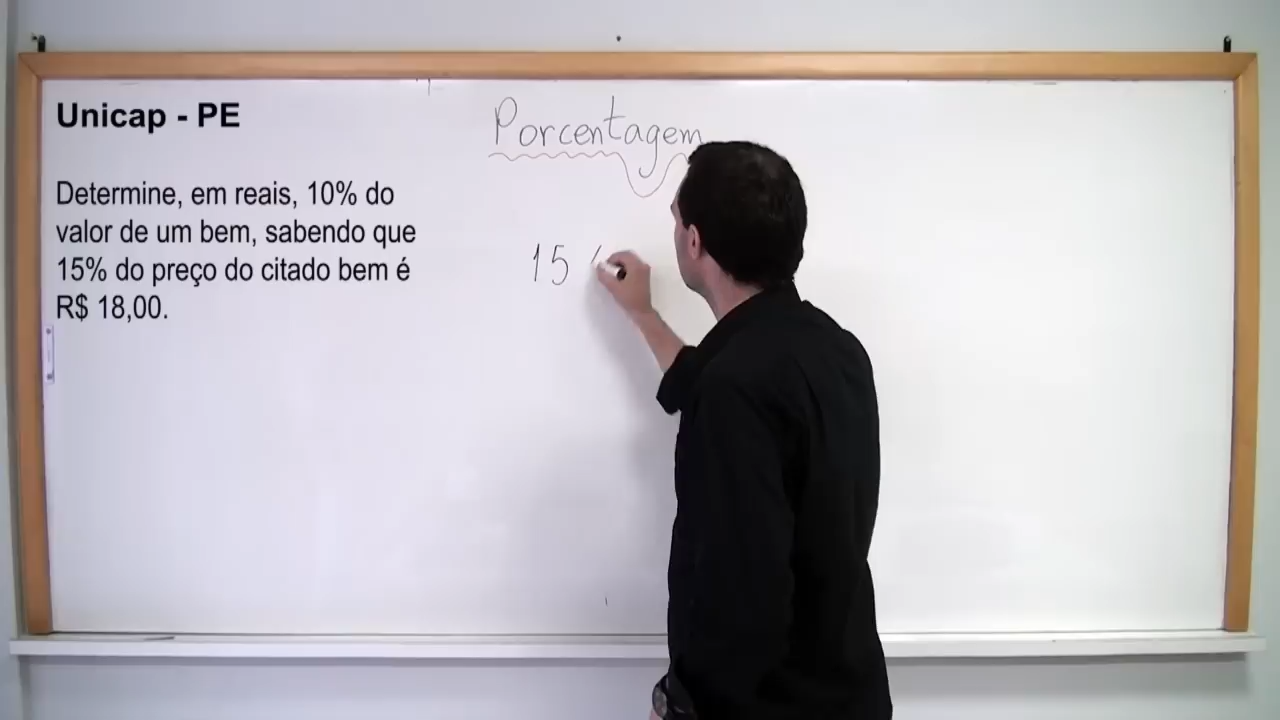 Unicap - PE
Determine, em reais, 10% do
valor de um bem, sabendo que
15% do preço do citado bem é
R$ 18,00.
Porcentagem
15